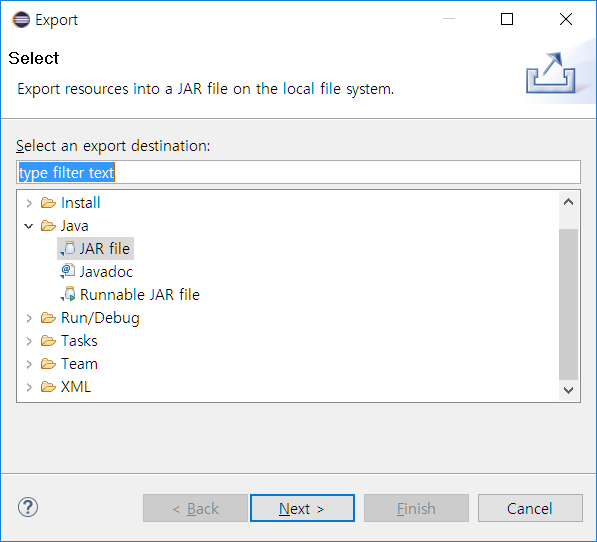 Export
Select
Export resources into a JAR file on the local file system.
Select an export destination:
type filter text
Install
Java
JAR file
Javadoc
Runnable JAR file
Run/Debug
Tasks
Team
XML
?
< Back
Next >
Finish
Cancel